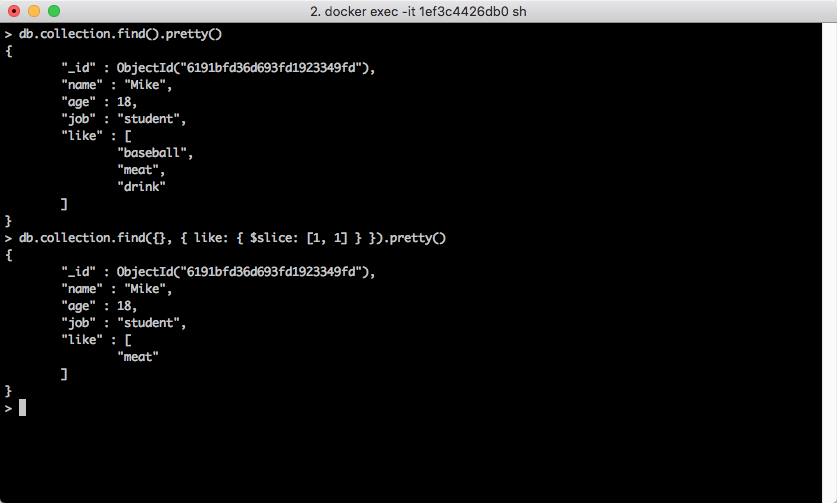 2. docker exec -it 1ef3c4426db0 sh
> db.collection.find().pretty()
{
"_id" : ObjectId("6191bfd36d693fd1923349fd"),
"name" : "Mike",
"age" : 18,
"job" : "student",
"like" : [
"baseball",
"meat",
"drink"
]
}
> db.collection.find({}, { like: { $slice: [1, 1] } }).pretty()
{
"_id" : ObjectId("6191bfd36d693fd1923349fd"),
"name" : "Mike",
"age" : 18,
"job" : "student",
"like" : [
"meat"
]
}
>